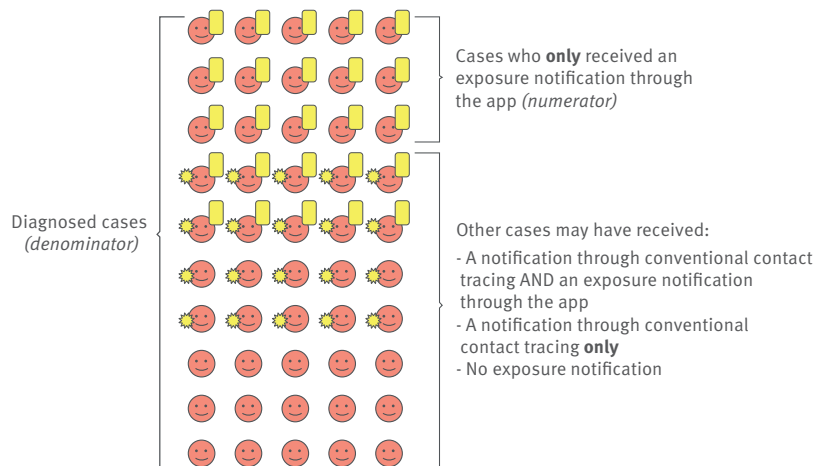 Cases who only received an
exposure notification through
the app (numerator)
Diagnosed cases
(denominator)
Other cases may have received:
- A notification through conventional contact
tracing AND an exposure notification
through the app
- A notification through conventional
contact tracing only
- No exposure notification